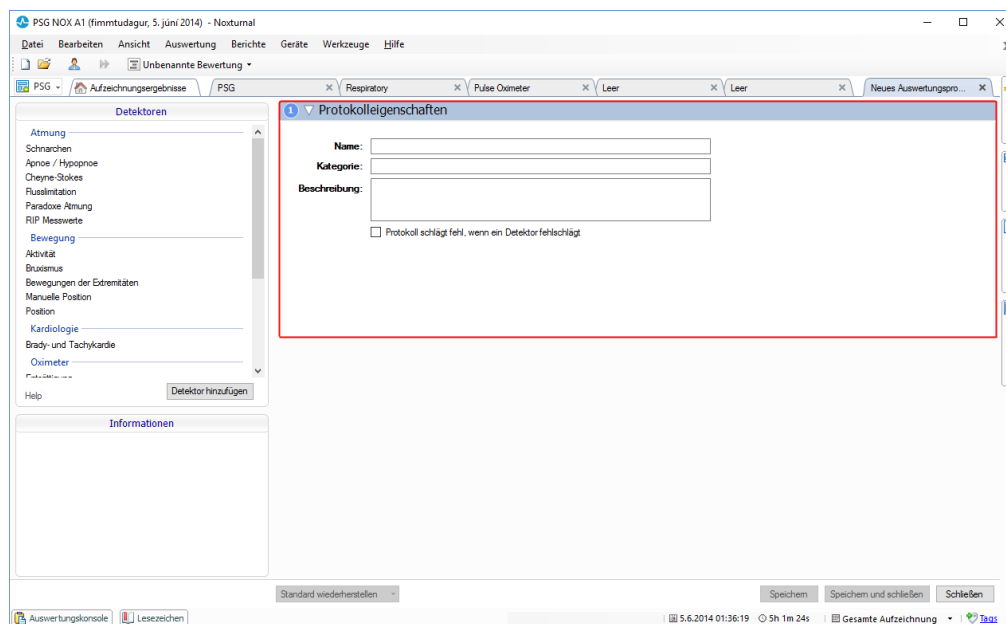 PSG NOX A1 (fimmtudagur, 5. júní 2014) - Noxturnal
Datei Bearbeiten Ansicht Auswertung Berichte Geräte Werkzeuge Hilfe
Unbenannte Bewertung
PSG Aufzeichnungsergebnisse PSG Respiratory Pulse Oximeter Leer Leer Neues Auswertungspro...
Detektoren
Atmung
Schnarchen
Apnoe / Hypopnoe
Cheyne-Stokes
Flusslimitation
Paradoxe Atmung
RIP Messwerte
Bewegung
Aktivität
Bruxismus
Bewegungen der Extremitäten
Manuelle Position
Position
Kardiologie
Brady- und Tachykardie
Oximeter
Help
Detektor hinzufügen
Informationen
1 Protokolleigenschaften
Name:
Kategorie:
Beschreibung:
Protokoll schlägt fehl, wenn ein Detektor fehlschlägt
Standard wiederherstellen Speichern Speichern und schließen Schließen
Auswertungskonsole Lesezeichen 5.6.2014 01:36:19 5h 1m 24s Gesamte Aufzeichnung Tags